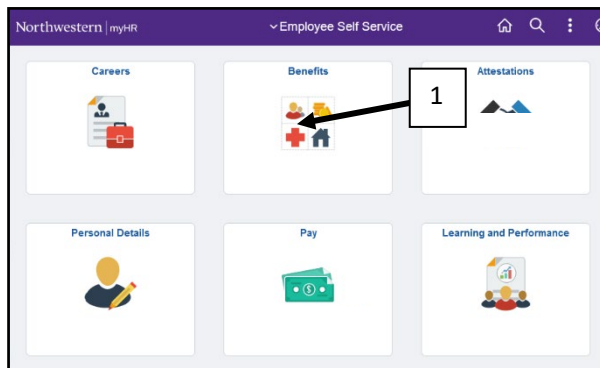 Northwestern | myHR
Employee Self Service
Careers
Benefits
Attestations
1
Personal Details
Pay
Learning and Performance